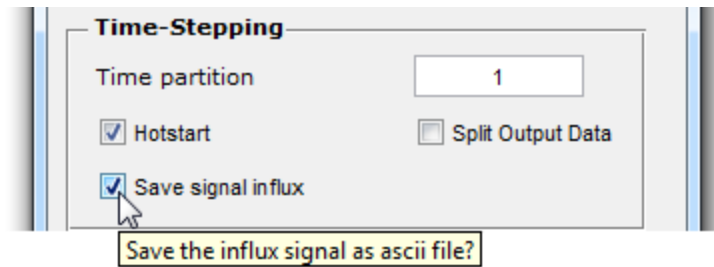 Time-Stepping
Time partition 1
Hotstart Split Output Data
Save signal influx
Save the influx signal as ascii file?